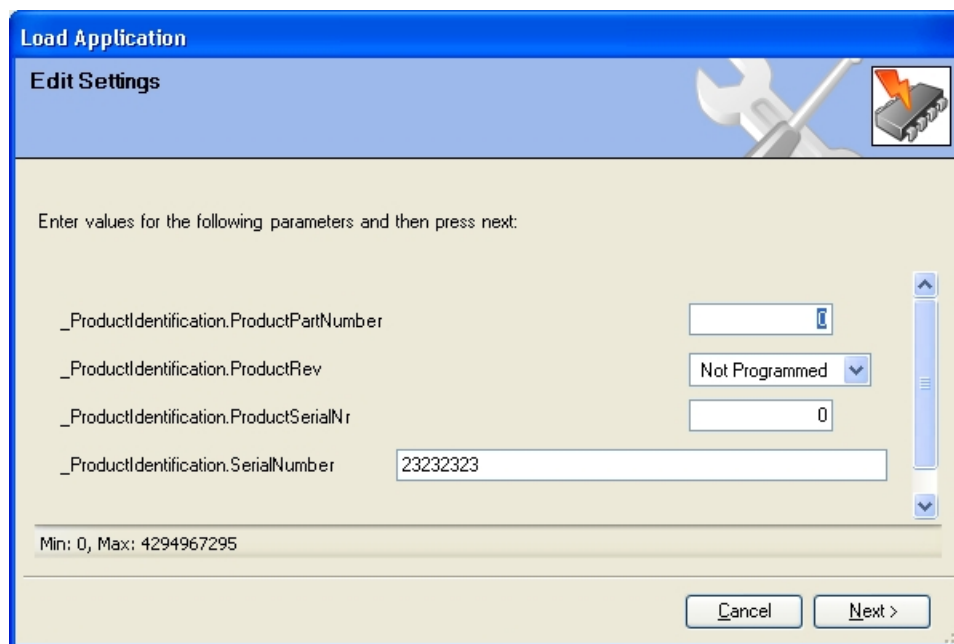 Load Application
Edit Settings
Enter values for the following parameters and then press next:
_ProductIdentification.ProductPartNumber 0
_ProductIdentification.ProductRev Not Programmed
_ProductIdentification.ProductSerialNr 0
_ProductIdentification.SerialNumber 23232323
Min: 0, Max: 4294967295
Cancel Next >